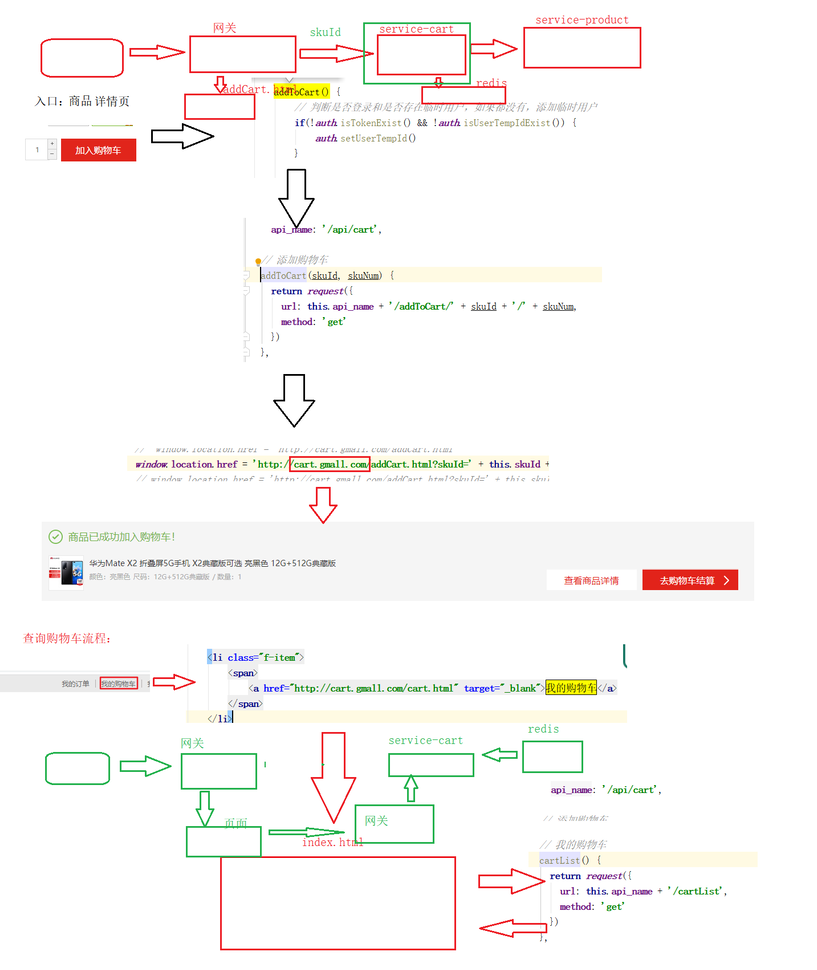 网关
skuId
service-cart
service-product
addCart.html
redis
入口：商品详情页
addToCart() {
// 判断是否登录和是否存在临时用户，如果都没有，添加临时用户
if(!auth.isTokenExist() && !auth.isUserTempIdExist()) {
auth.setUserTempId()
}
1
+
-
加入购物车
api_name: '/api/cart',
// 添加购物车
addToCart(skuId, skuNum) {
return request({
url: this.api_name + '/addToCart/' + skuId + '/' + skuNum,
method: 'get'
})
},
// window.location.href = 'http://cart.gmall.com/addCart.html
window.location.href = 'http://cart.gmall.com/addCart.html?skuId=' + this.skuId +
// window.location.href = 'http://cart.gmall.com/addCart.html?skuId=' + this.sku
商品已成功加入购物车！
华为Mate X2 折叠屏5G手机 X2典藏版可选 亮黑色 12G+512G典藏版
颜色：亮黑色 尺码：12G+512G典藏版 / 数量：1
查看商品详情
去购物车结算 >
查询购物车流程：
我的订单 | 我的购物车 |
<li class="f-item">
<span>
<a href="http://cart.gmall.com/cart.html" target="_blank">我的购物车</a>
</span>
</li>
网关
service-cart
redis
页面
网关
index.html
api_name: '/api/cart',
// 添加购物车
// 我的购物车
cartList() {
return request({
url: this.api_name + '/cartList',
method: 'get'
})
},